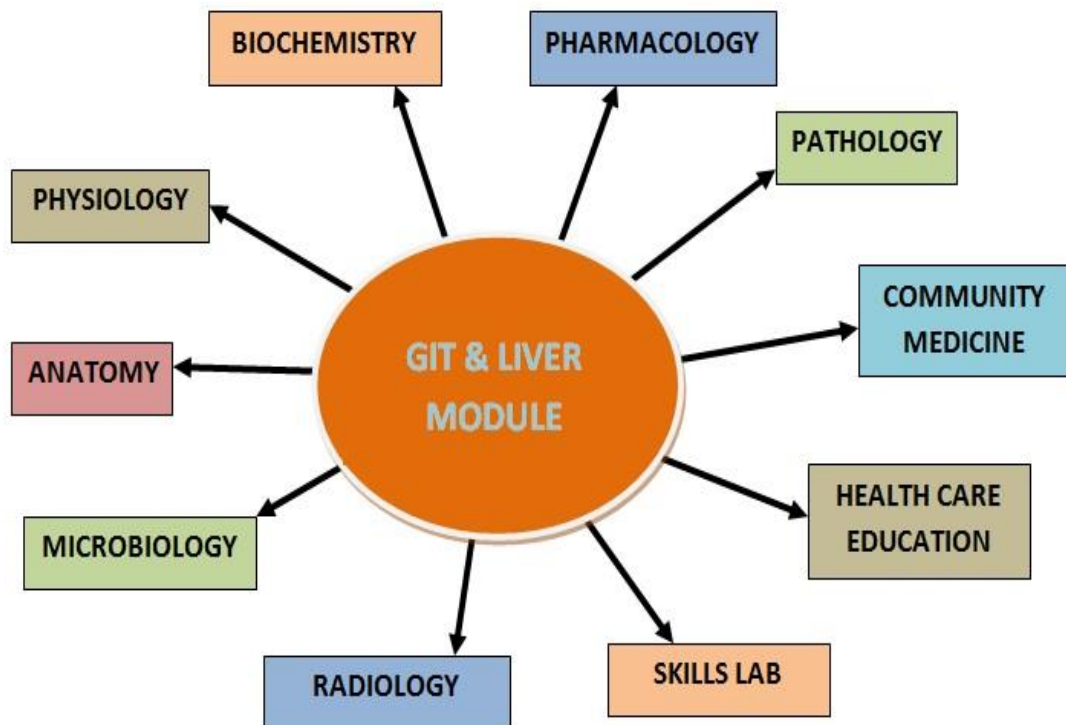 BIOCHEMISTRY
PHARMACOLOGY
PATHOLOGY
PHYSIOLOGY
COMMUNITY
MEDICINE
GIT & LIVER
MODULE
ANATOMY
HEALTH CARE
EDUCATION
MICROBIOLOGY
RADIOLOGY
SKILLS LAB